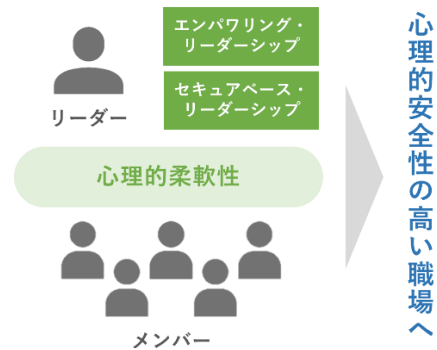 エンパワリング・
リーダーシップ
セキュアベース・
リーダーシップ
リーダー
心理的柔軟性
メンバー
心理的安全性の高い職場へ